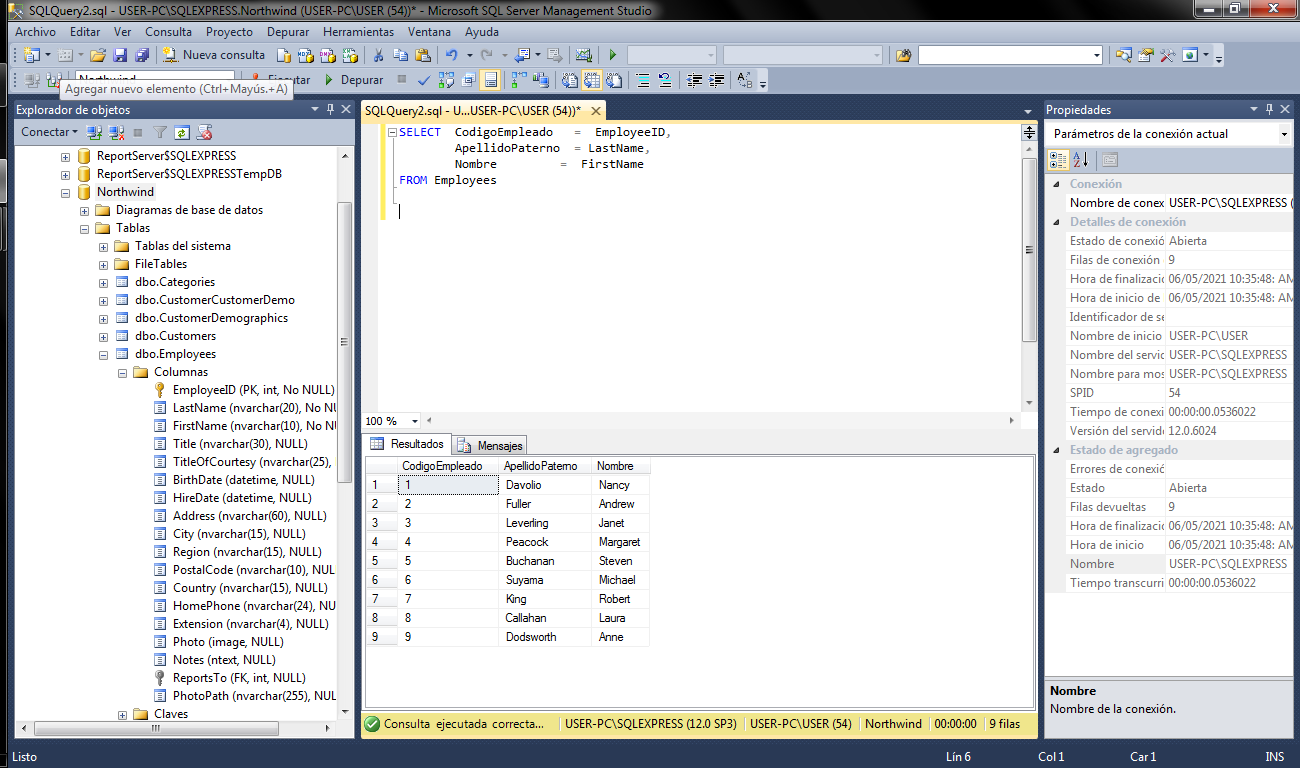 SQLQuery2.sql - USER-PC\SQLEXPRESS.Northwind (USER-PC\USER (54))* - Microsoft SQL Server Management Studio
Archivo Editar Ver Consulta Proyecto Depurar Herramientas Ventana Ayuda
Nueva consulta
Northwind Ejecutar Depurar
Agregar nuevo elemento (Ctrl+Mayús.+A)
Explorador de objetos
Conectar
ReportServer$SQLEXPRESS
ReportServer$SQLEXPRESSTempDB
Northwind
Diagramas de base de datos
Tablas
Tablas del sistema
FileTables
dbo.Categories
dbo.CustomerCustomerDemo
dbo.CustomerDemographics
dbo.Customers
dbo.Employees
Columnas
EmployeeID (PK, int, No NULL)
LastName (nvarchar(20), No NU
FirstName (nvarchar(10), No NU
Title (nvarchar(30), NULL)
TitleOfCourtesy (nvarchar(25),
BirthDate (datetime, NULL)
HireDate (datetime, NULL)
Address (nvarchar(60), NULL)
City (nvarchar(15), NULL)
Region (nvarchar(15), NULL)
PostalCode (nvarchar(10), NUL
Country (nvarchar(15), NULL)
HomePhone (nvarchar(24), NU
Extension (nvarchar(4), NULL)
Photo (image, NULL)
Notes (ntext, NULL)
ReportsTo (FK, int, NULL)
PhotoPath (nvarchar(255), NUL
Claves
SQLQuery2.sql - U...USER-PC\USER (54))*
SELECT CodigoEmpleado = EmployeeID,
ApellidoPaterno = LastName,
Nombre = FirstName
FROM Employees
100 %
Resultados Mensajes
CodigoEmpleado ApellidoPaterno Nombre
1 1 Davolio Nancy
2 2 Fuller Andrew
3 3 Leverling Janet
4 4 Peacock Margaret
5 5 Buchanan Steven
6 6 Suyama Michael
7 7 King Robert
8 8 Callahan Laura
9 9 Dodsworth Anne
Consulta ejecutada correcta... USER-PC\SQLEXPRESS (12.0 SP3) USER-PC\USER (54) Northwind 00:00:00 9 filas
Propiedades
Parámetros de la conexión actual
Conexión
Nombre de conex USER-PC\SQLEXPRESS (
Detalles de conexión
Estado de conexió Abierta
Filas de conexión 9
Hora de finalizació 06/05/2021 10:35:48: AM
Hora de inicio de 06/05/2021 10:35:48: AM
Identificador de se
Nombre de inicio USER-PC\USER
Nombre del servic USER-PC\SQLEXPRESS
Nombre para mos USER-PC\SQLEXPRESS
SPID 54
Tiempo de conexi 00:00:00.0536022
Versión del servid 12.0.6024
Estado de agregado
Errores de conexió
Estado Abierta
Filas devueltas 9
Hora de finalizació 06/05/2021 10:35:48: AM
Hora de inicio 06/05/2021 10:35:48: AM
Nombre USER-PC\SQLEXPRESS
Tiempo transcurri 00:00:00.0536022
Nombre
Nombre de la conexión.
Listo Lín 6 Col 1 Car 1 INS